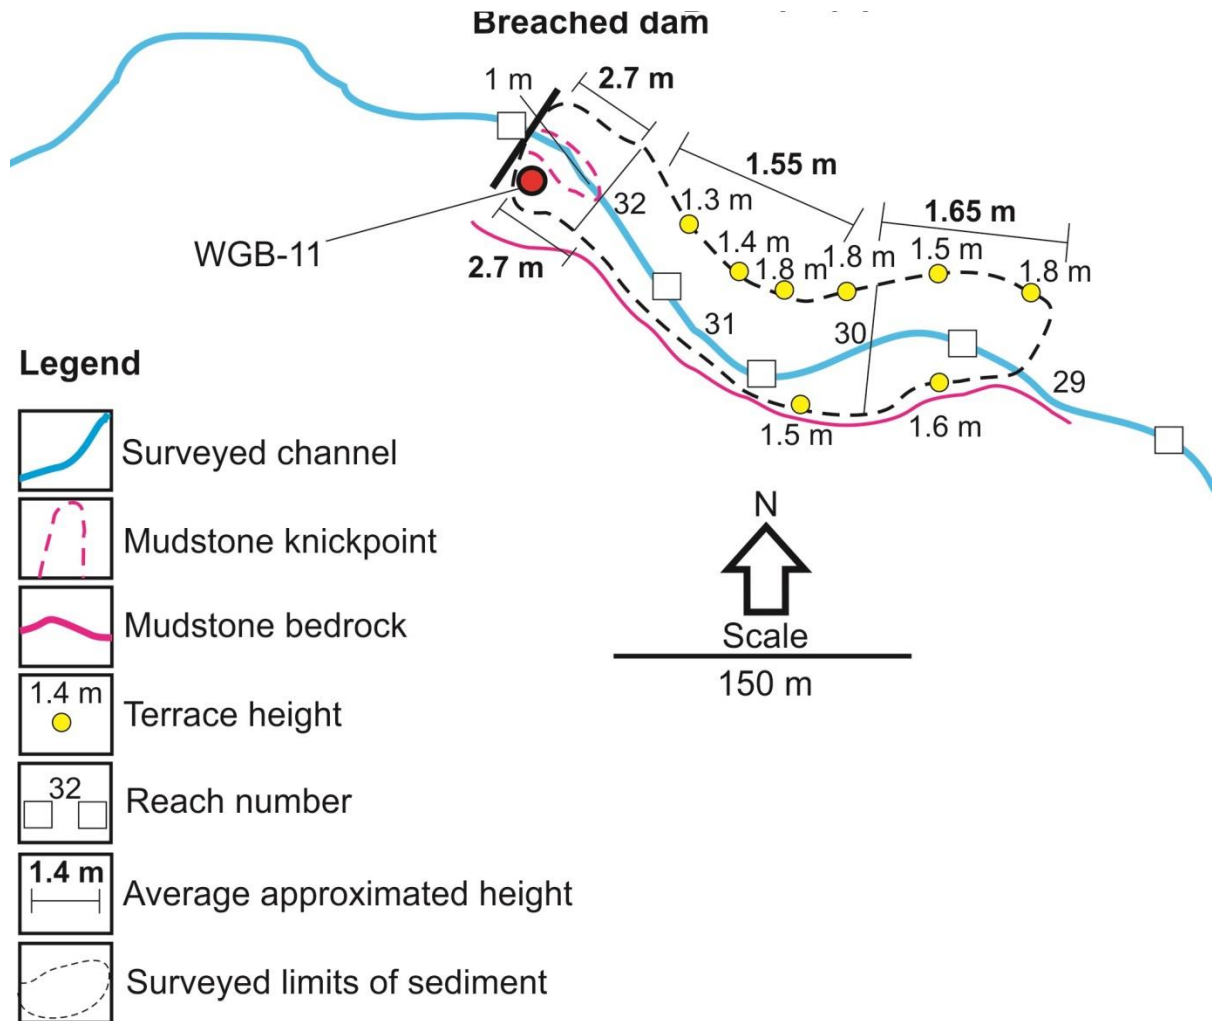 Breached dam
1 m
2.7 m
1.55 m
1.3 m
32
1.65 m
1.4 m
1.8 m
1.8 m
1.5 m
1.8 m
WGB-11
2.7 m
31
30
29
1.5 m
1.6 m
N
Scale
150 m
Legend
Surveyed channel
Mudstone knickpoint
Mudstone bedrock
1.4 m
Terrace height
32
Reach number
1.4 m
Average approximated height
Surveyed limits of sediment